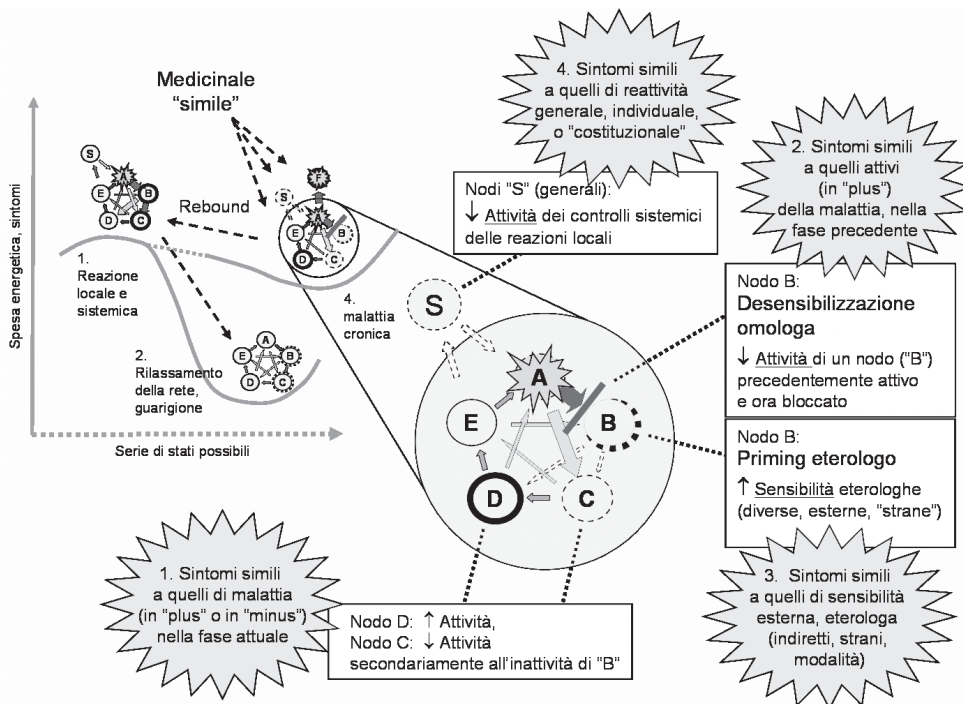 Medicinale
"simile"
4. Sintomi simili
a quelli di reattività
generale, individuale,
o "costituzionale"
2. Sintomi simili
a quelli attivi
(in "plus")
della malattia, nella
fase precedente
Spesa energetica, sintomi
S
A
E
B
D
C
Rebound
F
S
A
E
B
D
C
Nodi "S" (generali):
↓ Attività dei controlli sistemici
delle reazioni locali
1.
Reazione
locale e
sistemica
4.
malattia
cronica
2.
Rilassamento
della rete,
guarigione
A
E
B
D
C
Serie di stati possibili
S
A
E
B
D
C
Nodo B:
Desensibilizzazione
omologa
↓ Attività di un nodo ("B")
precedentemente attivo
e ora bloccato
Nodo B:
Priming eterologo
↑ Sensibilità eterologhe
(diverse, esterne, "strane")
1. Sintomi simili
a quelli di malattia
(in "plus" o in "minus")
nella fase attuale
Nodo D: ↑ Attività,
Nodo C: ↓ Attività
secondariamente all'inattività di "B"
3. Sintomi simili
a quelli di sensibilità
esterna, eterologa
(indiretti, strani,
modalità)